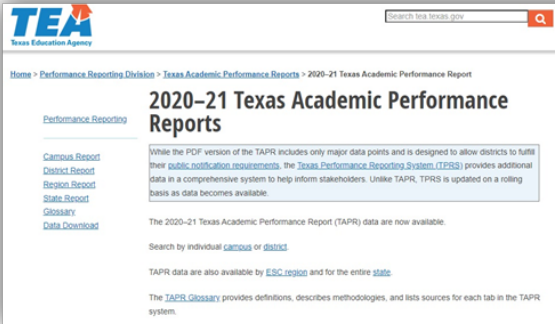 TEA
Texas Education Agency
Search tea.texas.gov
Home > Performance Reporting Division > Texas Academic Performance Reports > 2020–21 Texas Academic Performance Report
Performance Reporting
Campus Report
District Report
Region Report
State Report
Glossary
Data Download
2020–21 Texas Academic Performance
Reports
While the PDF version of the TAPR includes only major data points and is designed to allow districts to fulfill
their public notification requirements, the Texas Performance Reporting System (TPRS) provides additional
data in a comprehensive system to help inform stakeholders. Unlike TAPR, TPRS is updated on a rolling
basis as data becomes available.
The 2020–21 Texas Academic Performance Report (TAPR) data are now available.
Search by individual campus or district.
TAPR data are also available by ESC region and for the entire state.
The TAPR Glossary provides definitions, describes methodologies, and lists sources for each tab in the TAPR
system.